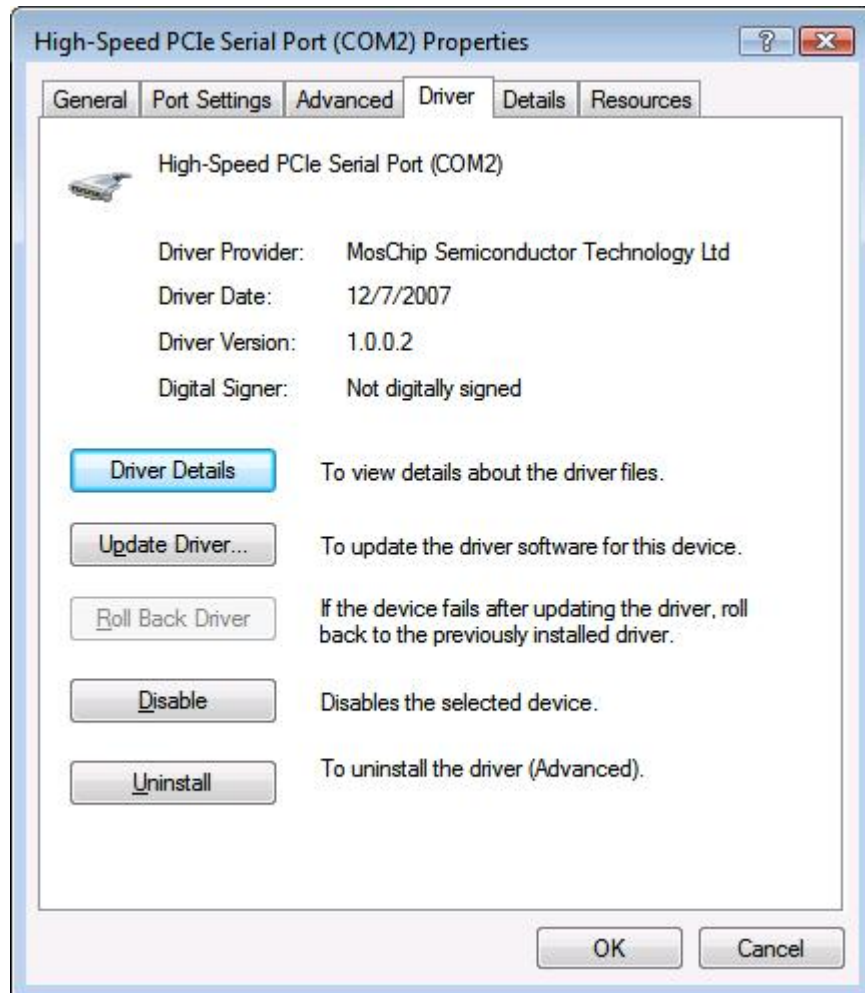 High-Speed PCIe Serial Port (COM2) Properties
General Port Settings Advanced Driver Details Resources
High-Speed PCIe Serial Port (COM2)
Driver Provider: MosChip Semiconductor Technology Ltd
Driver Date: 12/7/2007
Driver Version: 1.0.0.2
Digital Signer: Not digitally signed
Driver Details To view details about the driver files.
Update Driver... To update the driver software for this device.
Roll Back Driver If the device fails after updating the driver, roll
back to the previously installed driver.
Disable Disables the selected device.
Uninstall To uninstall the driver (Advanced).
OK Cancel